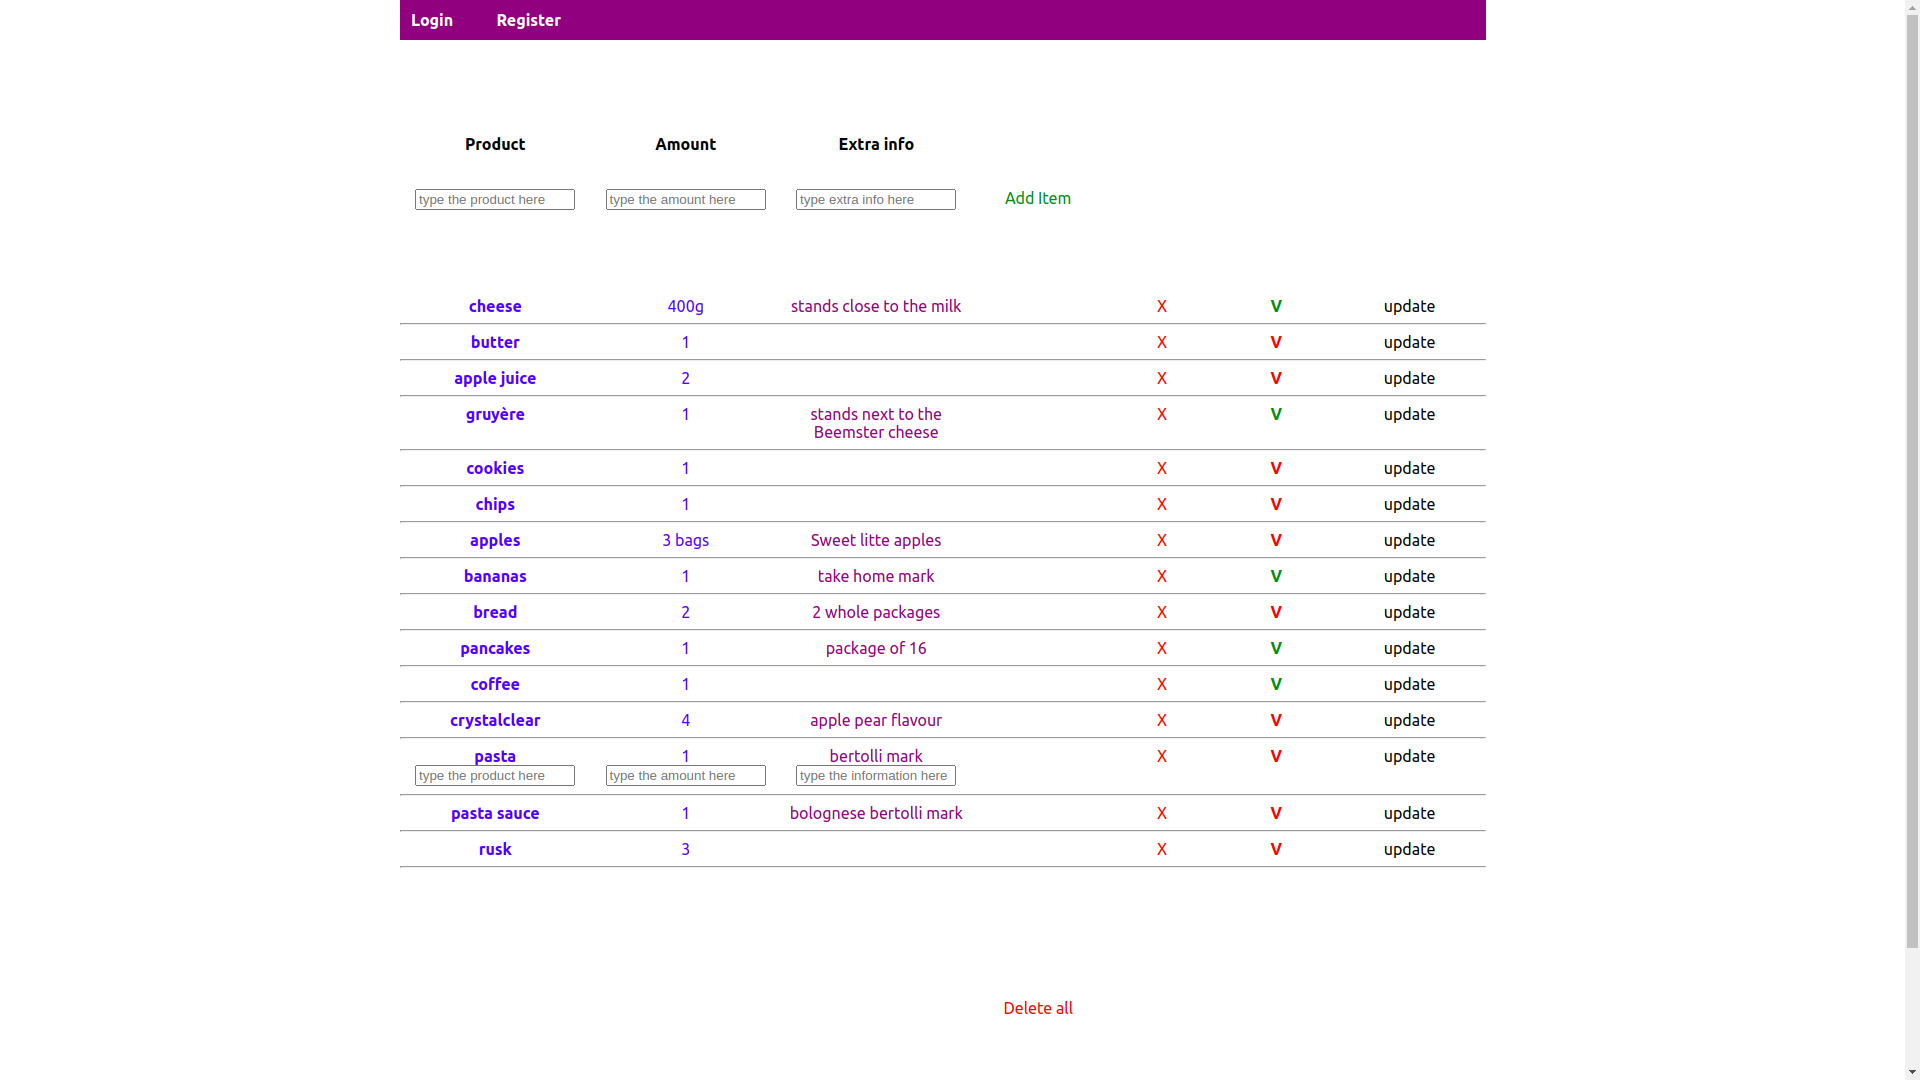 Login Register
Product Amount Extra info
type the product here type the amount here type extra info here Add Item
cheese 400g stands close to the milk X V update
butter 1 X V update
apple juice 2 X V update
gruyère 1 stands next to the X V update
Beemster cheese
cookies 1 X V update
chips 1 X V update
apples 3 bags Sweet litte apples X V update
bananas 1 take home mark X V update
bread 2 2 whole packages X V update
pancakes 1 package of 16 X V update
coffee 1 X V update
crystalclear 4 apple pear flavour X V update
pasta 1 bertolli mark X V update
type the product here type the amount here type the information here
pasta sauce 1 bolognese bertolli mark X V update
rusk 3 X V update
Delete all